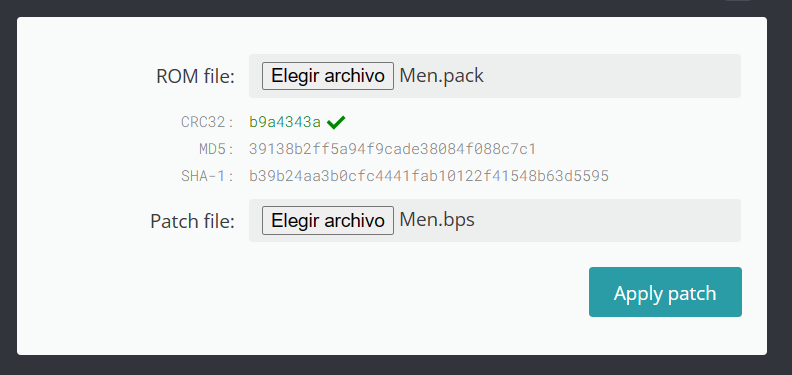 ROM file: Elegir archivo Men.pack
CRC32: b9a4343a
MD5: 39138b2ff5a94f9cade38084f088c7c1
SHA-1: b39b24aa3b0cfc4441fab10122f41548b63d5595
Patch file: Elegir archivo Men.bps
Apply patch